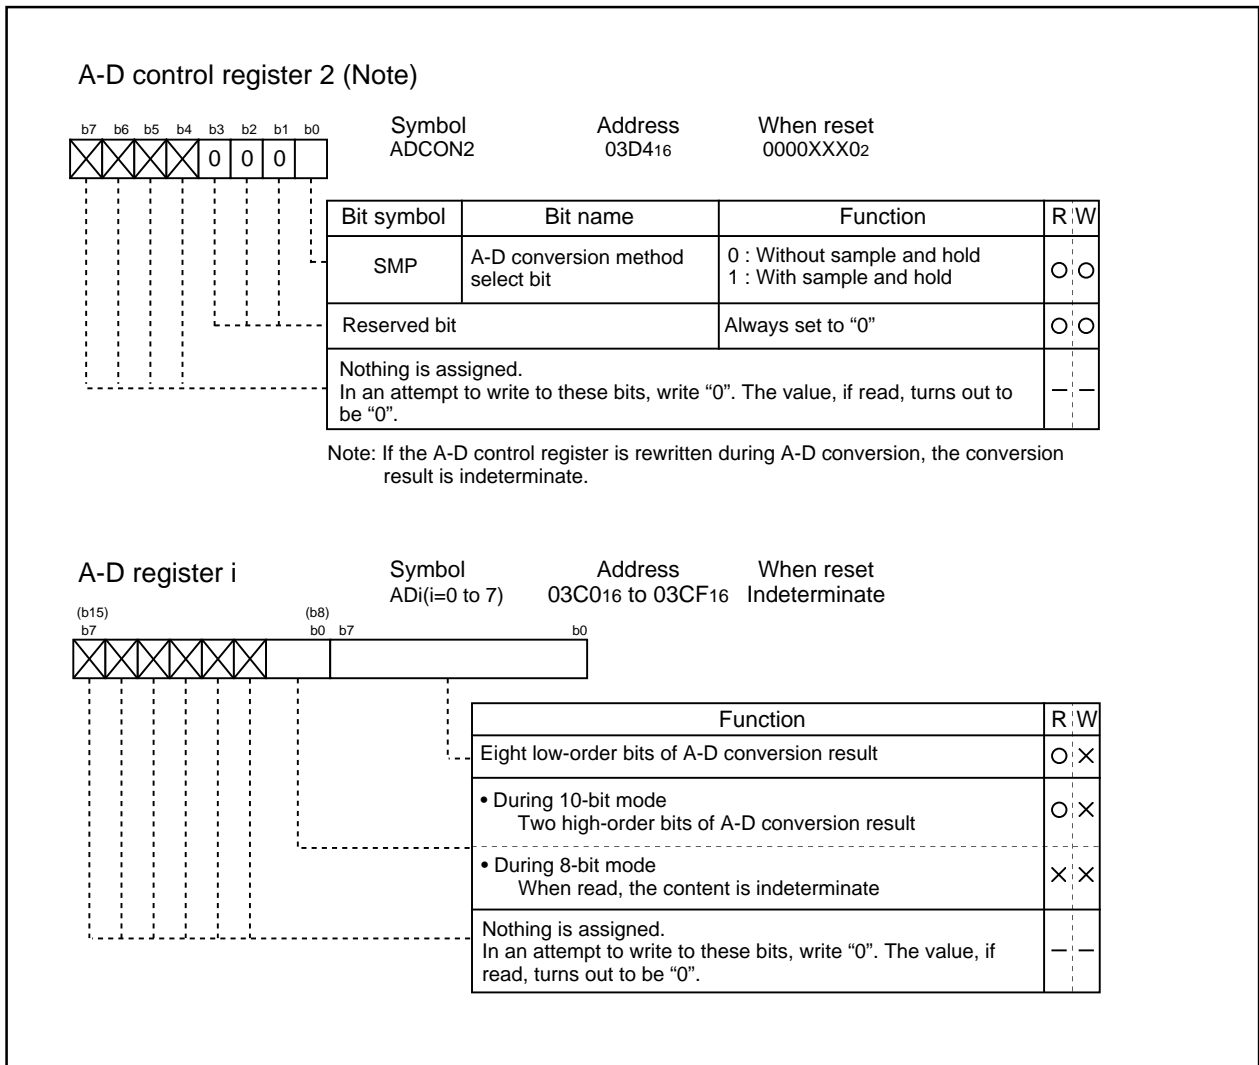 A-D control register 2 (Note)
b7 b6 b5 b4 b3 b2 b1 b0
Symbol Address When reset
ADCON2 03D416 0000XXX02
0 0 0
Bit symbol Bit name Function R W
SMP A-D conversion method select bit 0 : Without sample and hold
1 : With sample and hold
Reserved bit Always set to “0”
Nothing is assigned.
In an attempt to write to these bits, write “0”. The value, if read, turns out to
be “0”.
Note: If the A-D control register is rewritten during A-D conversion, the conversion
result is indeterminate.
A-D register i
Symbol Address When reset
ADi(i=0 to 7) 03C016 to 03CF16 Indeterminate
(b15) (b8)
b7 b0 b7 b0
Function R W
Eight low-order bits of A-D conversion result
• During 10-bit mode
Two high-order bits of A-D conversion result
• During 8-bit mode
When read, the content is indeterminate
Nothing is assigned.
In an attempt to write to these bits, write “0”. The value, if
read, turns out to be “0”.